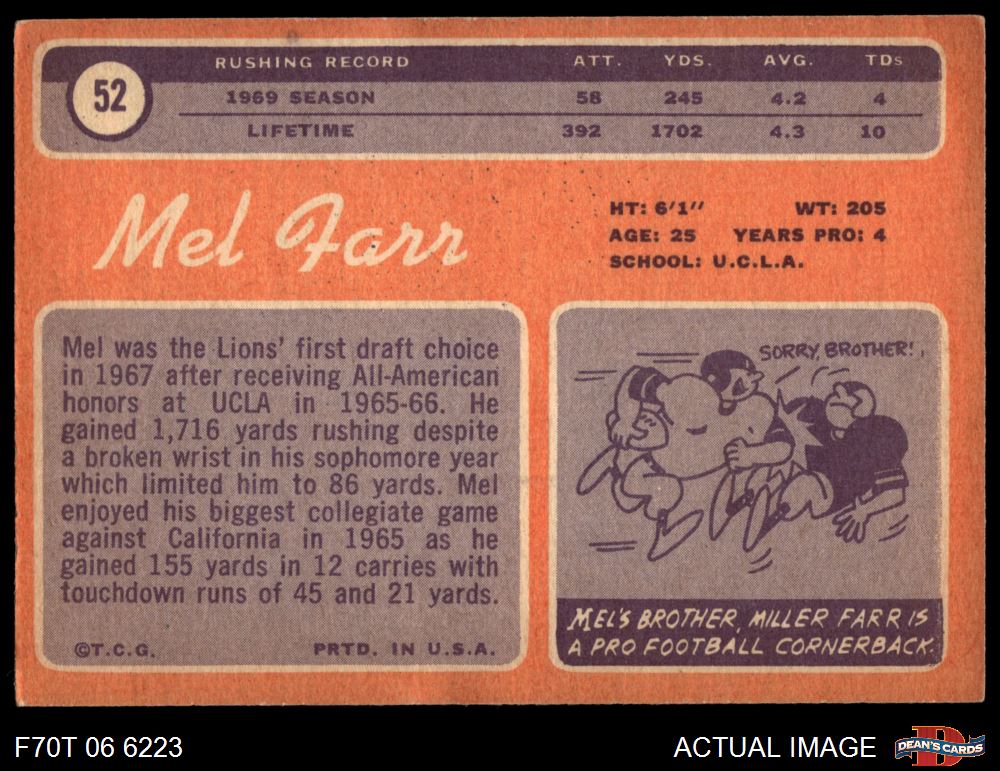 52
RUSHING RECORD ATT. YDS. AVG. TDs
1969 SEASON 58 245 4.2 4
LIFETIME 392 1702 4.3 10
Mel Farr
HT: 6'1" WT: 205
AGE: 25 YEARS PRO: 4
SCHOOL: U.C.L.A.
Mel was the Lions' first draft choice
in 1967 after receiving All-American
honors at UCLA in 1965-66. He
gained 1,716 yards rushing despite
a broken wrist in his sophomore year
which limited him to 86 yards. Mel
enjoyed his biggest collegiate game
against California in 1965 as he
gained 155 yards in 12 carries with
touchdown runs of 45 and 21 yards.
©T.C.G. PRTD. IN U.S.A.
SORRY, BROTHER!
MEL'S BROTHER, MILLER FARR IS
A PRO FOOTBALL CORNERBACK.
F70T 06 6223
ACTUAL IMAGE
D
DEAN'S CARDS